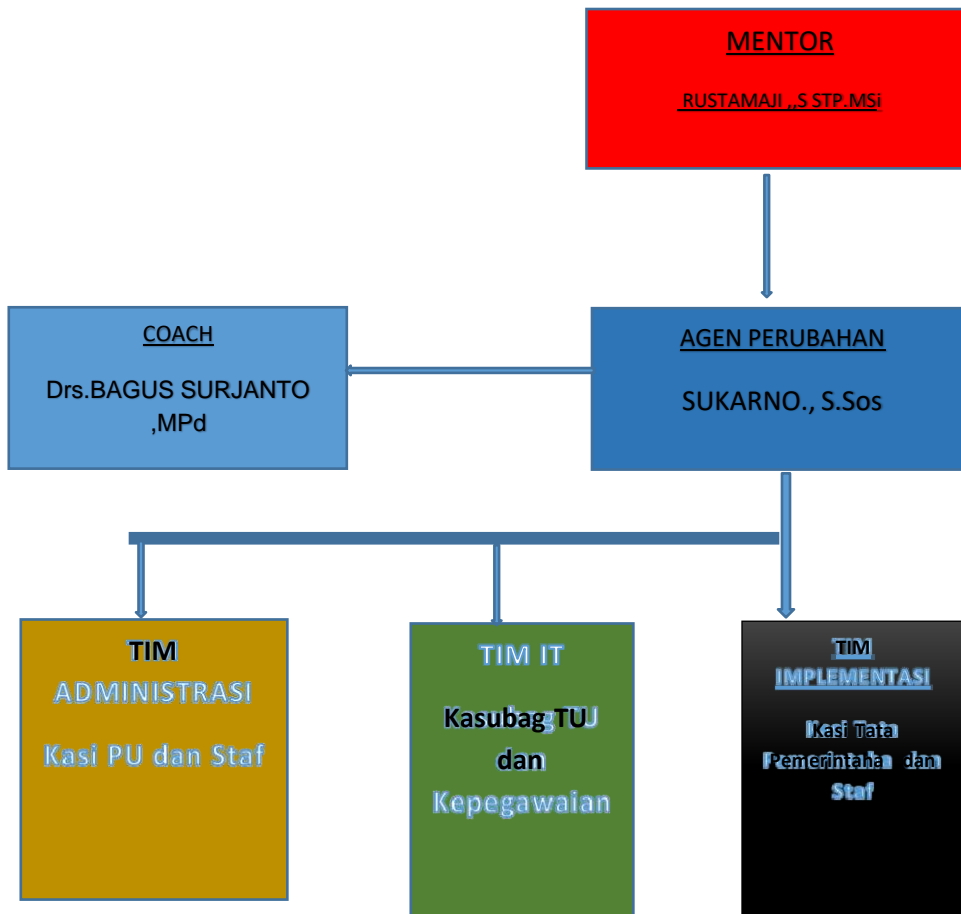 MENTOR
RUSTAMAJI ,,S STP.MSi
COACH
Drs.BAGUS SURJANTO
,MPd
AGEN PERUBAHAN
SUKARNO., S.Sos
TIM
ADMINISTRASI
Kasi PU dan Staf
TIM IT
Kasubag TU
dan
Kepegawaian
TIM
IMPLEMENTASI
Kasi Tata
Pemerintahan dan
Staf